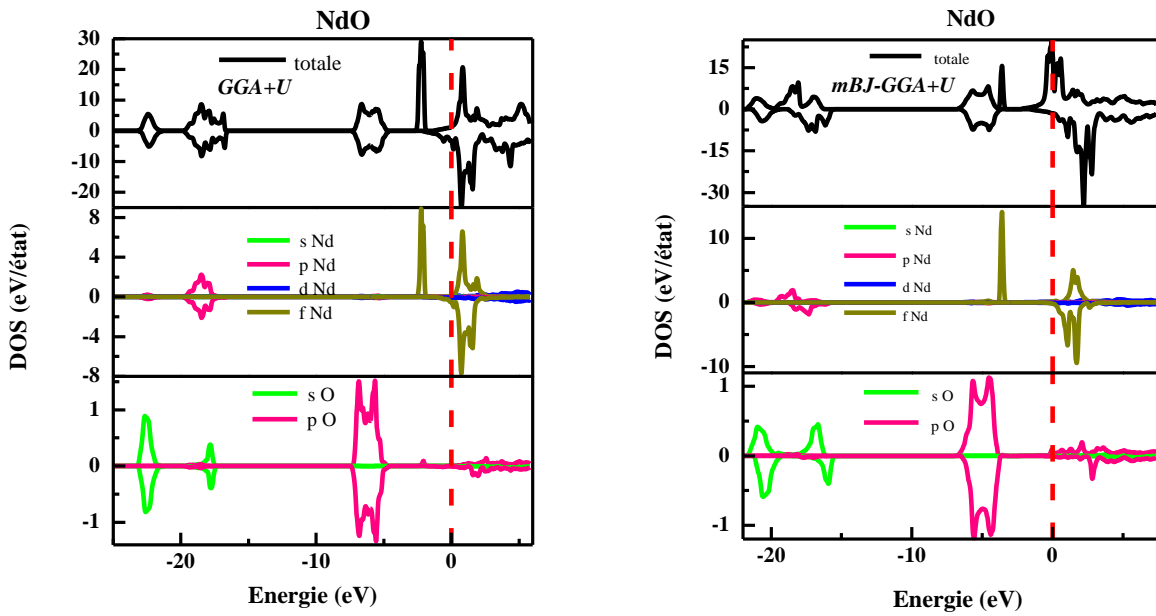 NdO
30
20
10
0
-10
-20
totale
GGA+U
8
4
0
-4
-8
s Nd
p Nd
d Nd
f Nd
1
0
-1
s O
p O
-20
-10
0
DOS (eV/état)
Energie (eV)
NdO
15
0
-15
-30
totale
mBJ-GGA+U
10
0
-10
s Nd
p Nd
d Nd
f Nd
1
0
-1
s O
p O
-20
-10
0
DOS (eV/état)
Energie (eV)